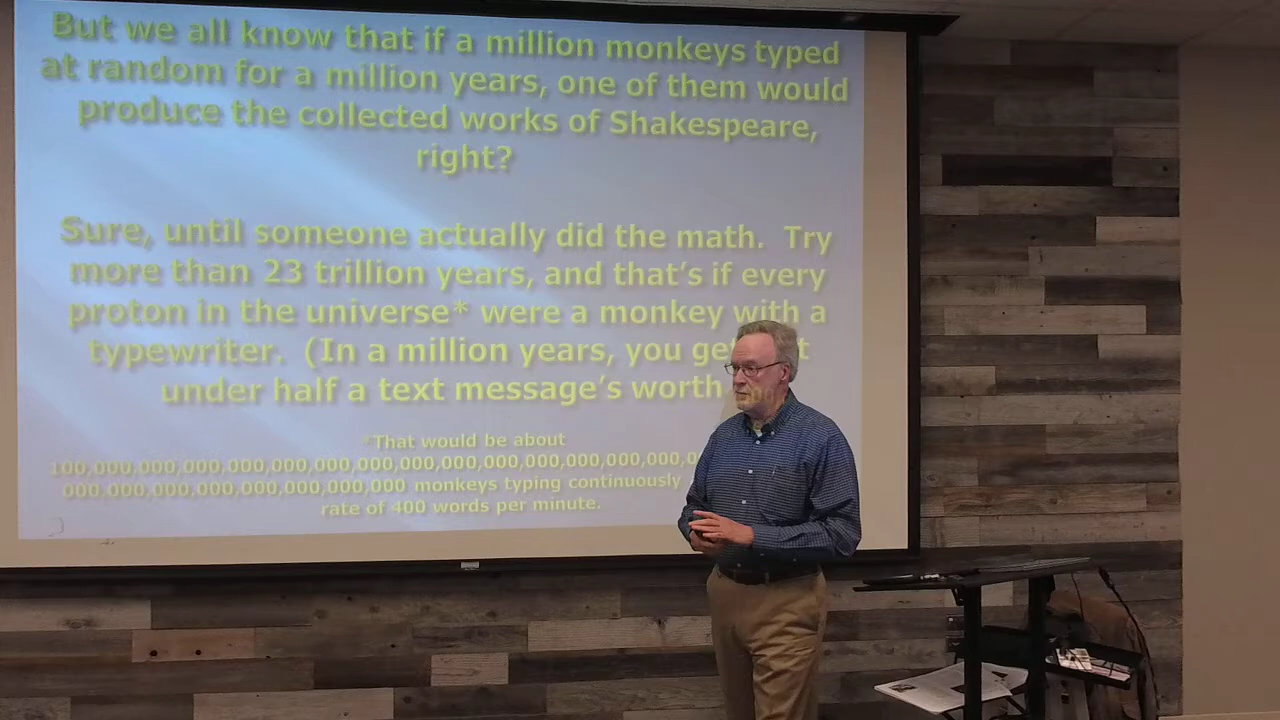 But we all know that if a million monkeys typed
at random for a million years, one of them would
produce the collected works of Shakespeare,
right?
Sure, until someone actually did the math. Try
more than 23 trillion years, and that's if every
proton in the universe* were a monkey with a
typewriter. (In a million years, you
under half a text message's worth
*That would be about
100,000,000,000,000,000,000,000,000,000,000,000,000,000,000,000,
000.000,000,000.000,000,000,000 monkeys typing continuously
rate of 400 words per minute.